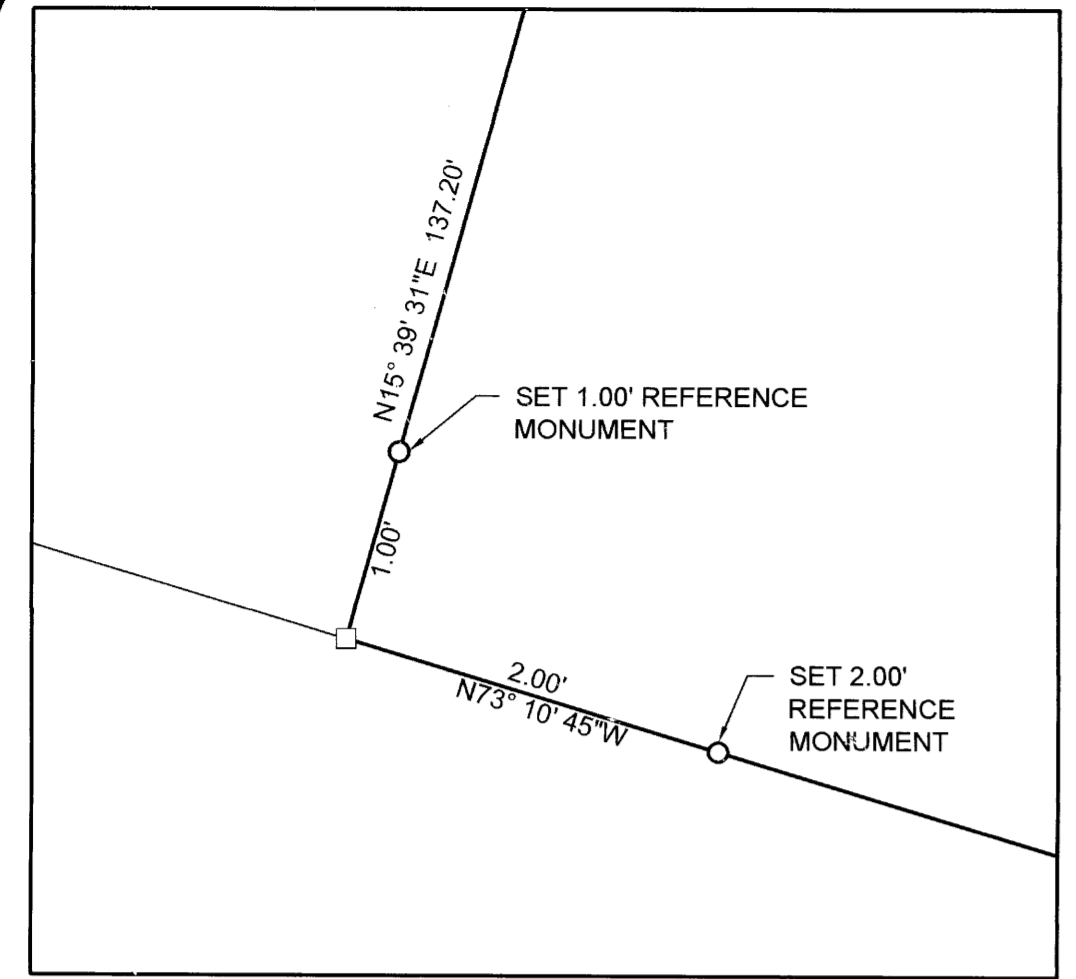 N15° 39' 31"E 137.20'
SET 1.00' REFERENCE
MONUMENT
1.00'
2.00'
N73° 10' 45"W
SET 2.00'
REFERENCE
MONUMENT